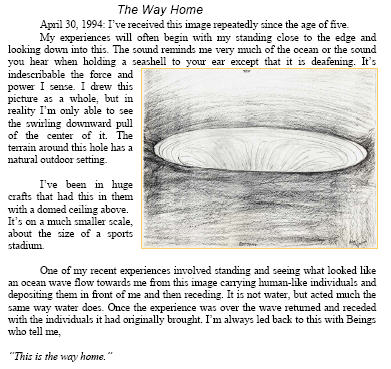 The Way Home
April 30, 1994: I've received this image repeatedly since the age of five.
My experiences will often begin with my standing close to the edge and
looking down into this. The sound reminds me very much of the ocean or the sound
you hear when holding a seashell to your ear except that it is deafening. It's
indescribable the force and
power I sense. I drew this
picture as a whole, but in
reality I'm only able to see
the swirling downward pull
of the center of it. The
terrain around this hole has a
natural outdoor setting.
I've been in huge
crafts that had this in them
with a domed ceiling above.
It's on a much smaller scale,
about the size of a sports
stadium.
One of my recent experiences involved standing and seeing what looked like
an ocean wave flow towards me from this image carrying human-like individuals and
depositing them in front of me and then receding. It is not water, but acted much the
same way water does. Once the experience was over the wave returned and receded
with the individuals it had originally brought. I'm always led back to this with Beings
who tell me,
"This is the way home."